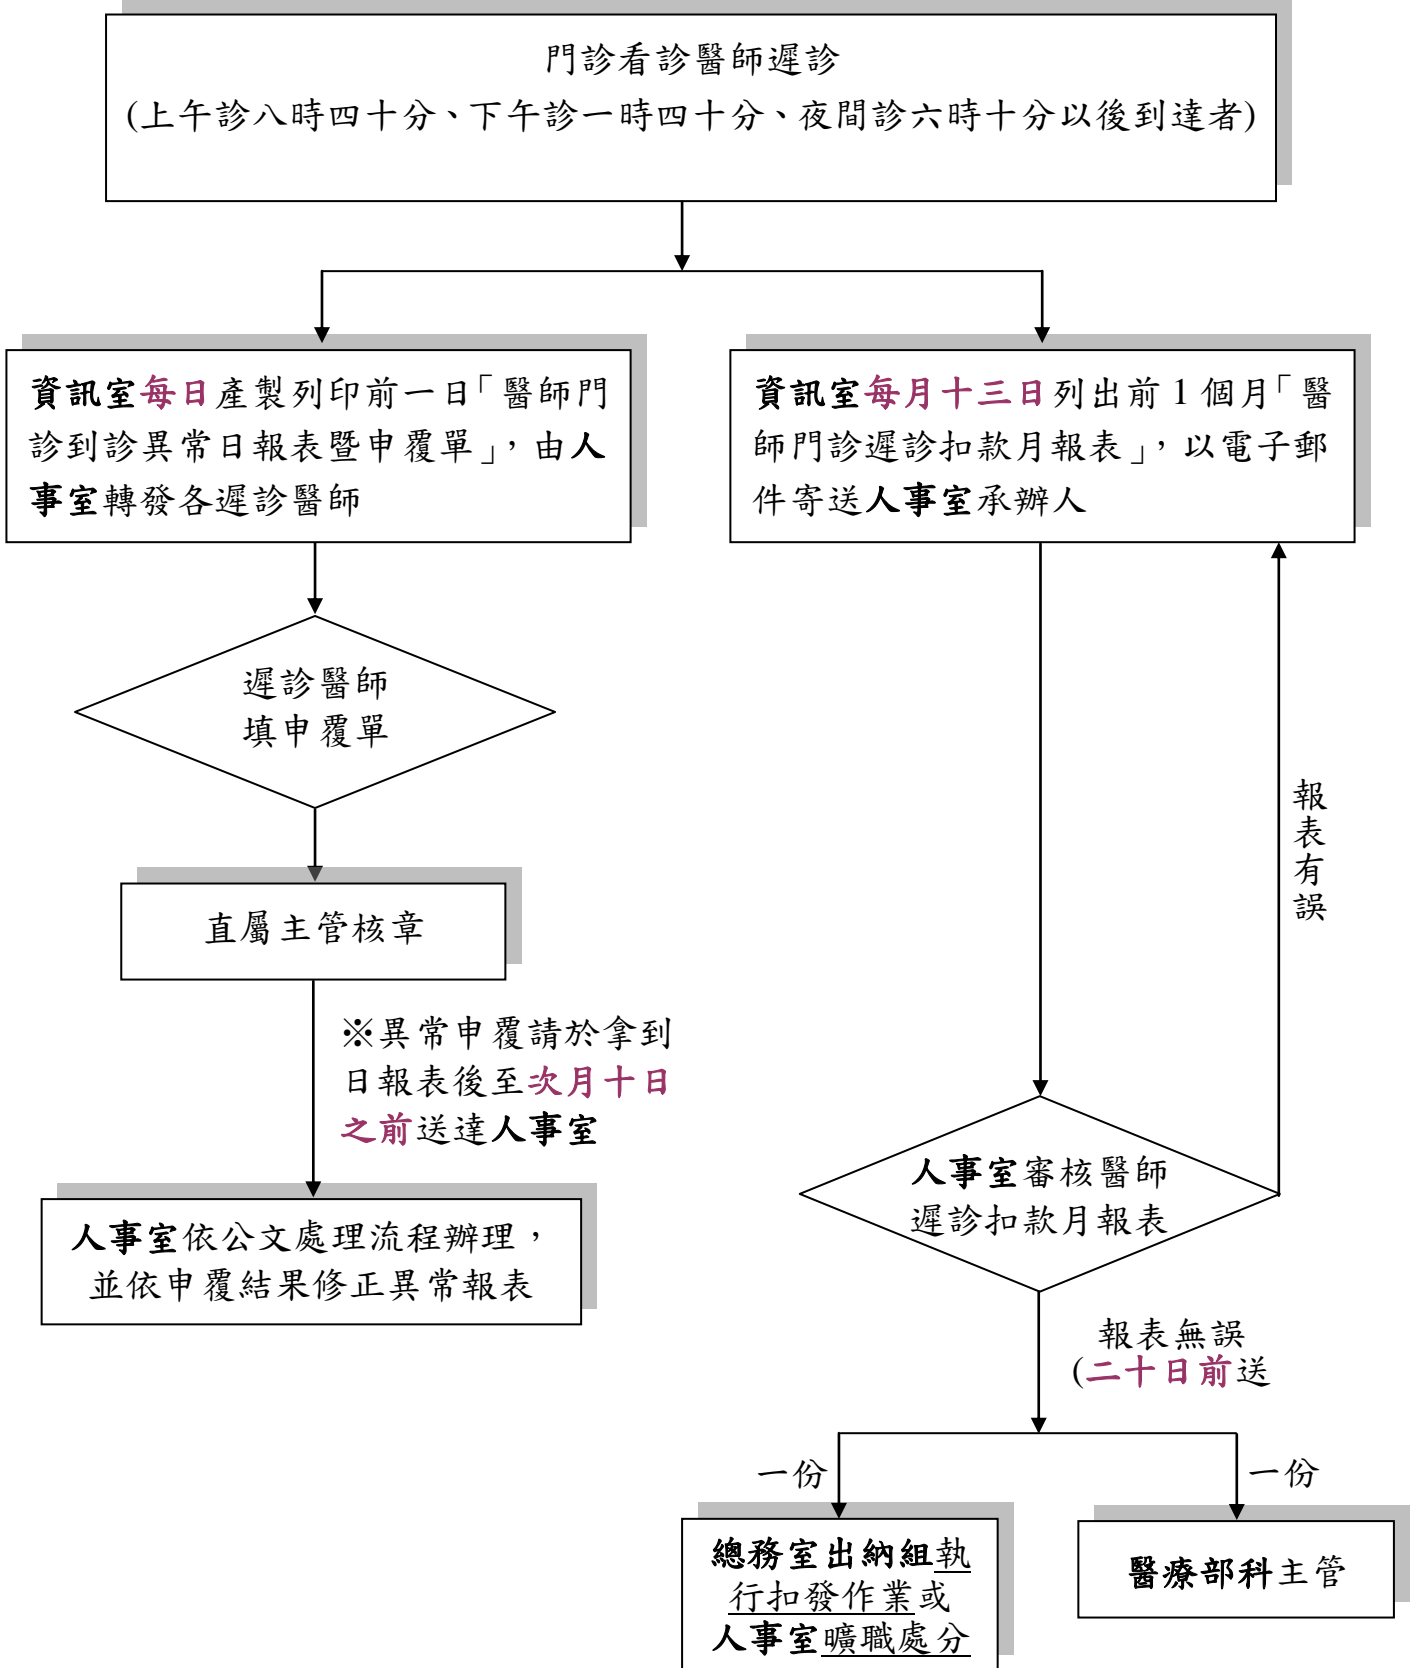 門診看診醫師遲診
(上午診八時四十分、下午診一時四十分、夜間診六時十分以後到達者)
資訊室每日產製列印前一日「醫師門
診到診異常日報表暨申覆單」，由人
事室轉發各遲診醫師
資訊室每月十三日列出前1個月「醫
師門診遲診扣款月報表」，以電子郵
件寄送人事室承辦人
遲診醫師
填申覆單
直屬主管核章
※異常申覆請於拿到
日報表後至次月十日
之前送達人事室
人事室依公文處理流程辦理，
並依申覆結果修正異常報表
報表有誤
人事室審核醫師
遲診扣款月報表
報表無誤
(二十日前送
一份
一份
總務室出納組執
行扣發作業或
人事室曠職處分
醫療部科主管